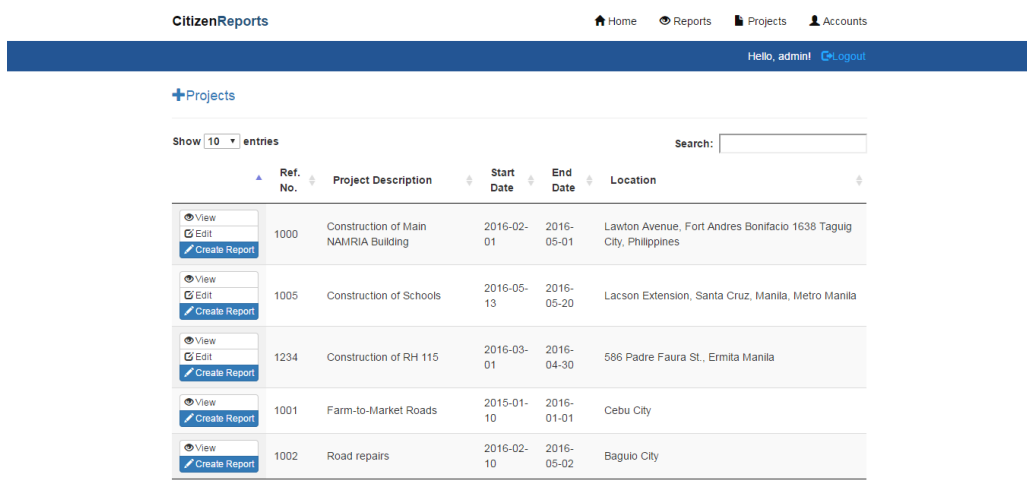 CitizenReports Home Reports Projects Accounts
Hello, admin! Logout
Projects
Show 10 entries Search:
Ref. No. Project Description Start Date End Date Location
View
Edit
Create Report
1000 Construction of Main NAMRIA Building 2016-02-01 2016-05-01 Lawton Avenue, Fort Andres Bonifacio 1638 Taguig City, Philippines
View
Edit
Create Report
1005 Construction of Schools 2016-05-13 2016-05-20 Lacson Extension, Santa Cruz, Manila, Metro Manila
View
Edit
Create Report
1234 Construction of RH 115 2016-03-01 2016-04-30 586 Padre Faura St., Ermita Manila
View
Create Report
1001 Farm-to-Market Roads 2015-01-10 2016-01-01 Cebu City
View
Create Report
1002 Road repairs 2016-02-10 2016-05-02 Baguio City